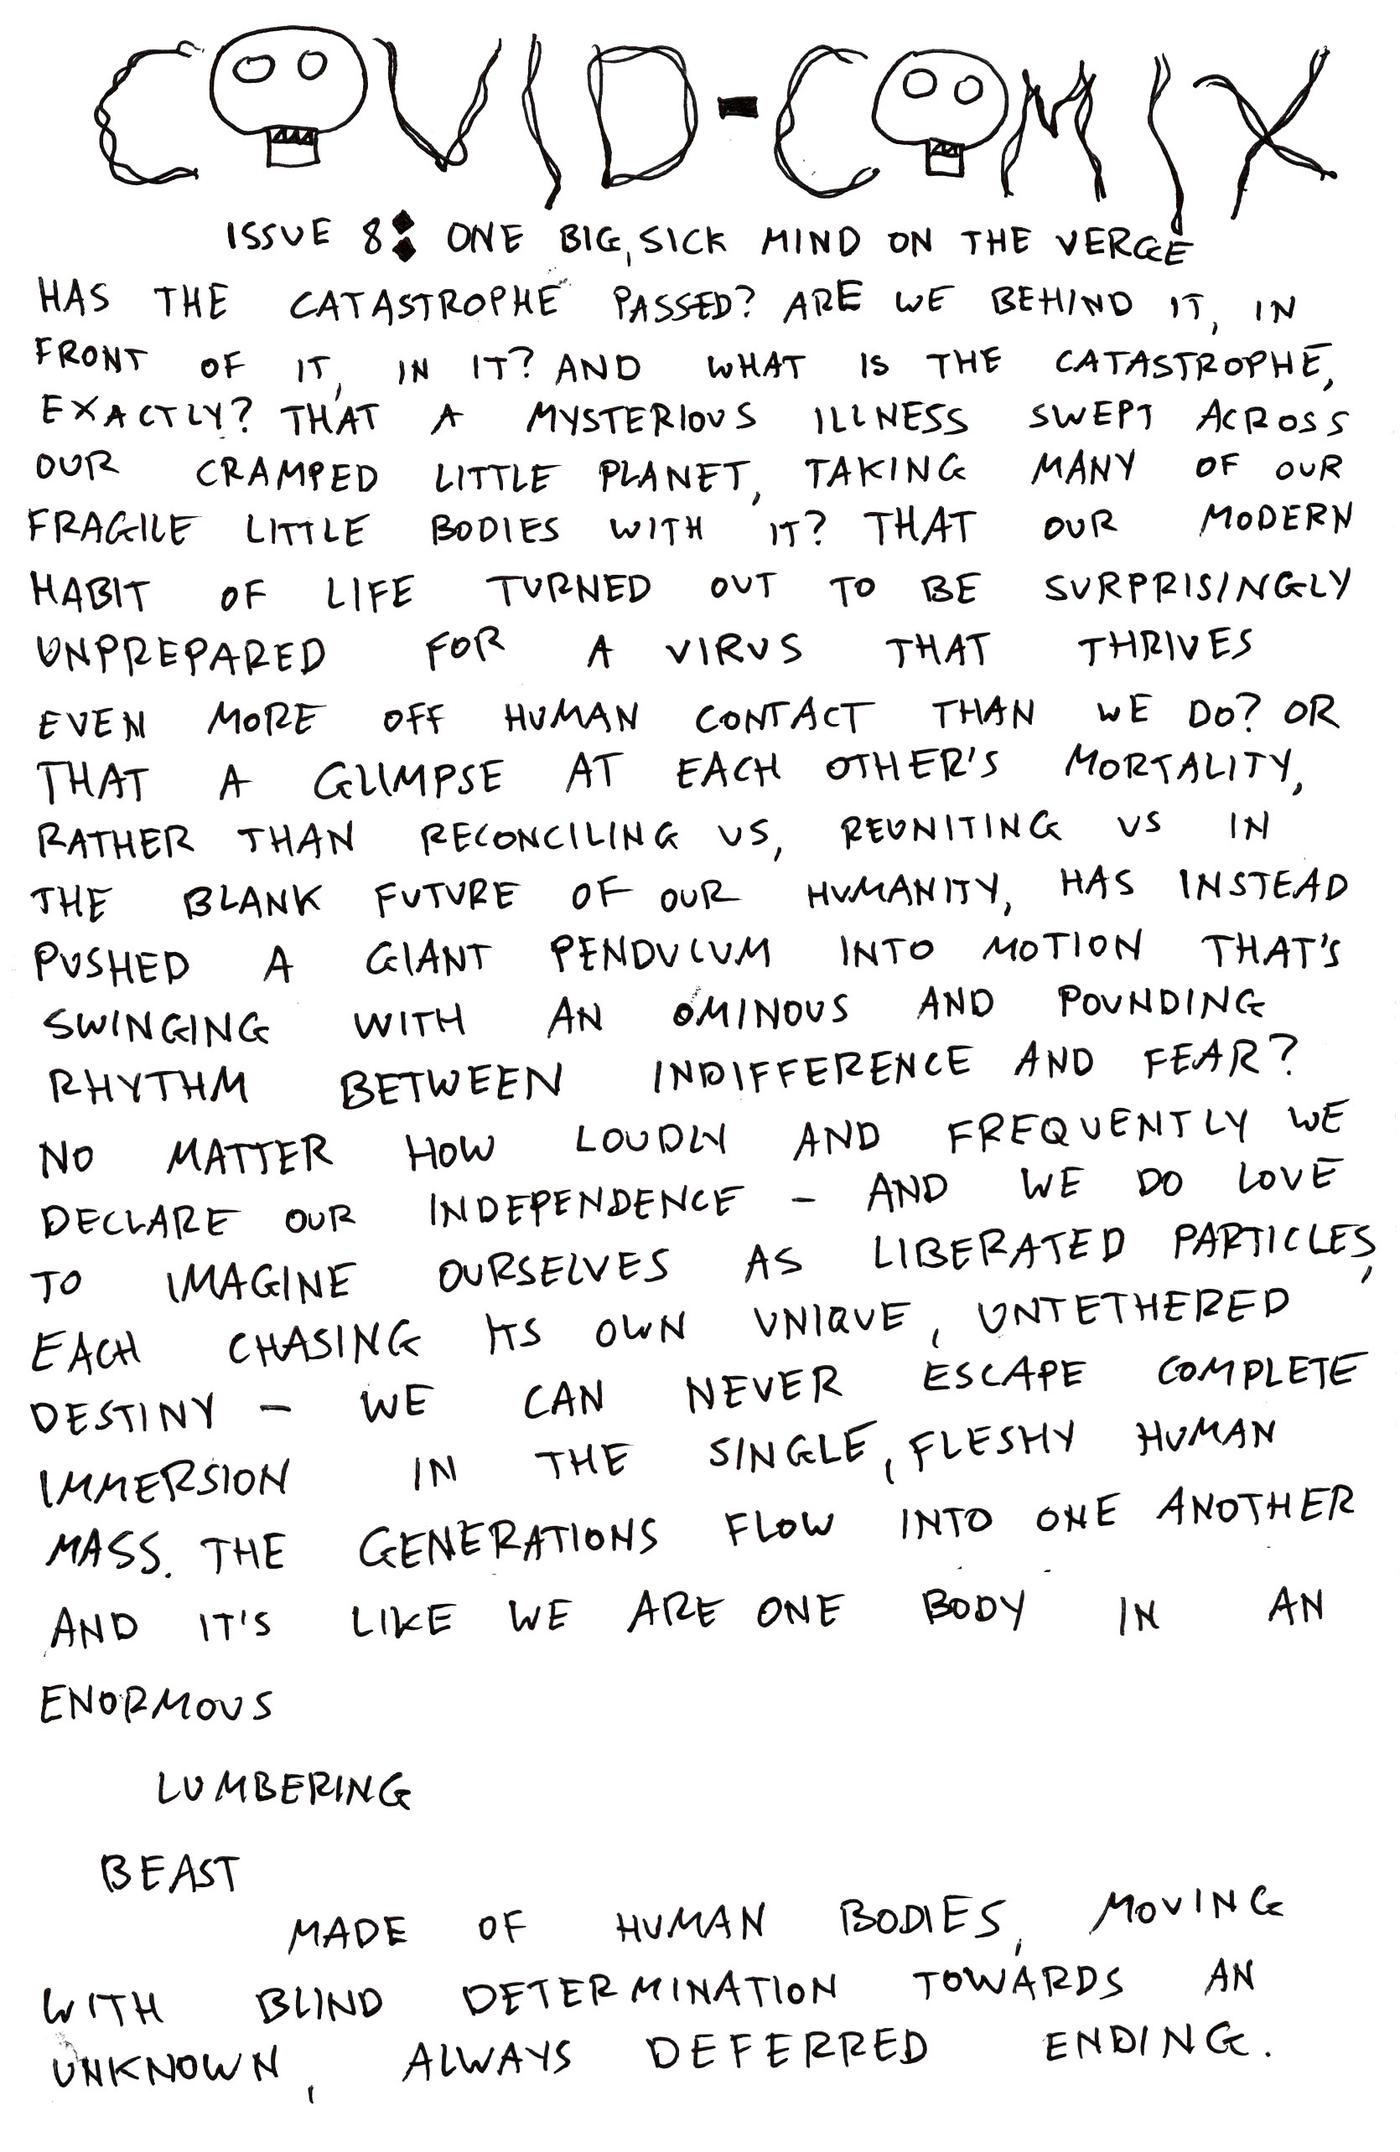 COVID-COMIX
ISSUE 8: ONE BIG, SICK MIND ON THE VERGE
HAS THE CATASTROPHE PASSED? ARE WE BEHIND IT, IN
FRONT OF IT, IN IT? AND WHAT IS THE CATASTROPHE,
EXACTLY? THAT A MYSTERIOUS ILLNESS SWEPT ACROSS
OUR CRAMPED LITTLE PLANET, TAKING MANY OF OUR
FRAGILE LITTLE BODIES WITH IT? THAT OUR MODERN
HABIT OF LIFE TURNED OUT TO BE SURPRISINGLY
UNPREPARED FOR A VIRUS THAT THRIVES
EVEN MORE OFF HUMAN CONTACT THAN WE DO? OR
THAT A GLIMPSE AT EACH OTHER'S MORTALITY,
RATHER THAN RECONCILING US, REUNITING US IN
THE BLANK FUTURE OF OUR HUMANITY, HAS INSTEAD
PUSHED A GIANT PENDULUM INTO MOTION THAT'S
SWINGING WITH AN OMINOUS AND POUNDING
RHYTHM BETWEEN INDIFFERENCE AND FEAR?
NO MATTER HOW LOUDLY AND FREQUENTLY WE
DECLARE OUR INDEPENDENCE - AND WE DO LOVE
TO IMAGINE OURSELVES AS LIBERATED PARTICLES,
EACH CHASING ITS OWN UNIQUE, UNTETHERED
DESTINY - WE CAN NEVER ESCAPE COMPLETE
IMMERSION IN THE SINGLE, FLESHY HUMAN
MASS. THE GENERATIONS FLOW INTO ONE ANOTHER
AND IT'S LIKE WE ARE ONE BODY IN AN
ENORMOUS
LUMBERING
BEAST
MADE OF HUMAN BODIES, MOVING
WITH BLIND DETERMINATION TOWARDS AN
UNKNOWN, ALWAYS DEFERRED ENDING.